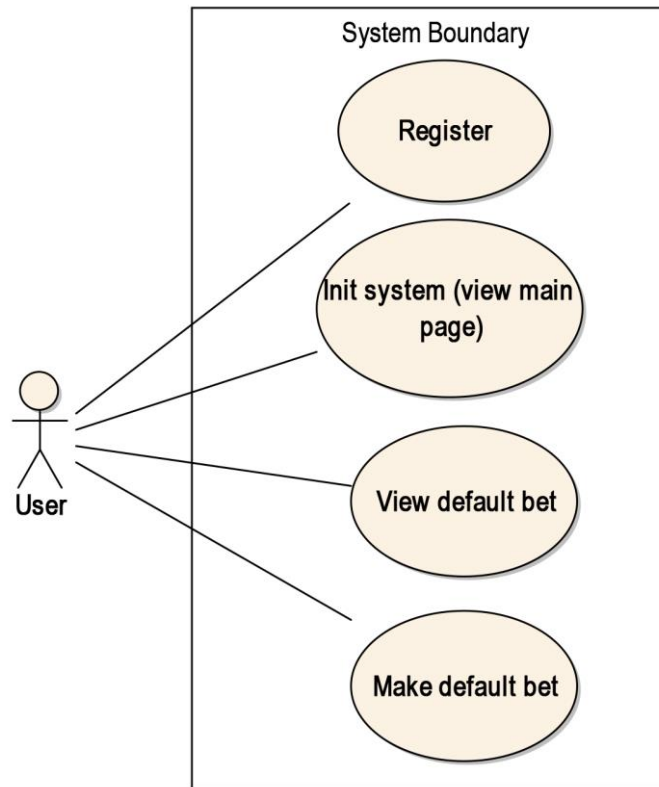 System Boundary
Register
Init system (view main
page)
User
View default bet
Make default bet